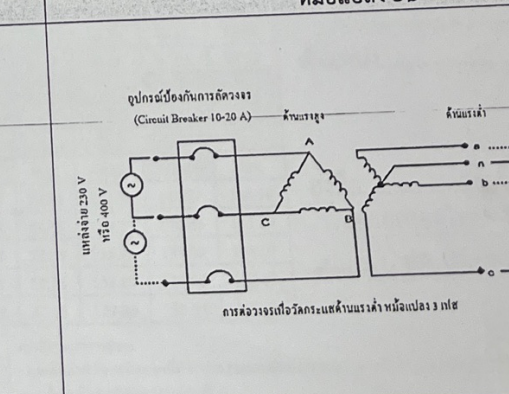 อุปกรณ์ป้องกันการลัดวงจร
(Circuit Breaker 10-20 A)
ด้านแรงสูง
ด้านแรงต่ำ
แหล่งจ่าย 230 V
หรือ 400 V
~
~
A
C
B
a
n
b
c
การต่อวงจรเพื่อวัดกระแสด้านแรงต่ำ หม้อแปลง 3 เฟส